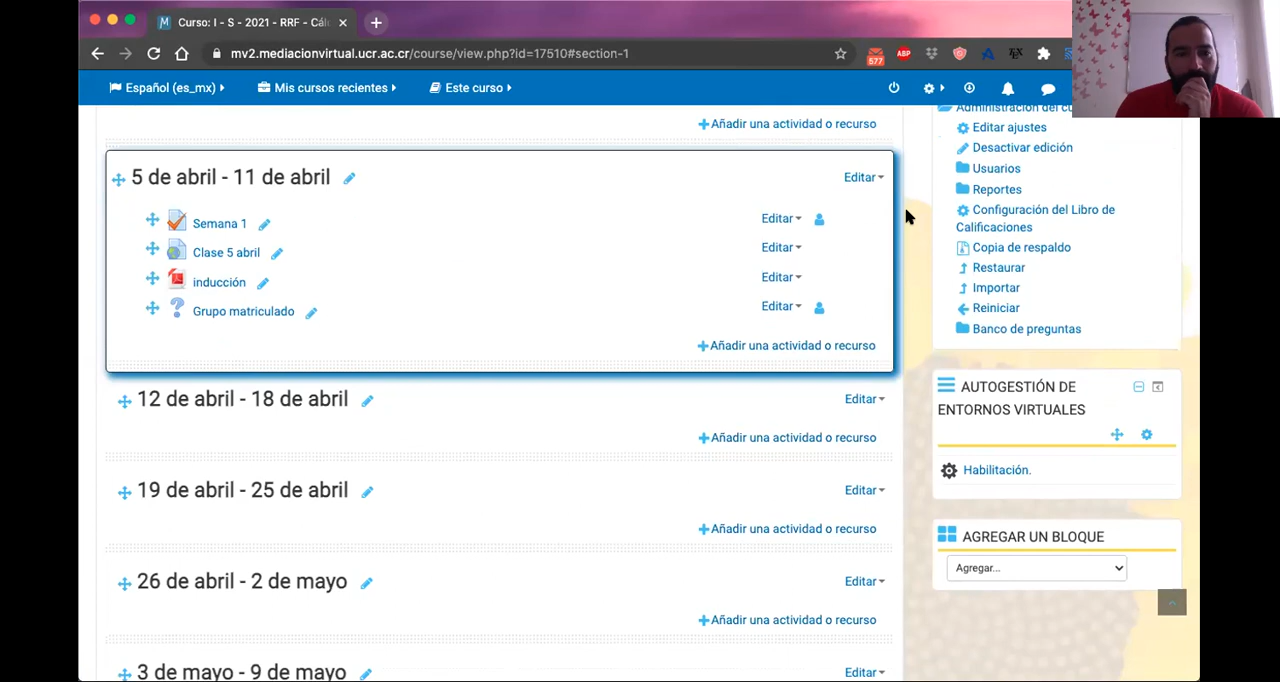 Curso: I - S - 2021 - RRF - Cál
mv2.mediacionvirtual.ucr.ac.cr/course/view.php?id=17510#section-1
577
ABP
Español (es_mx)
Mis cursos recientes
Este curso
Añadir una actividad o recurso
5 de abril - 11 de abril
Editar
Semana 1
Editar
Clase 5 abril
Editar
inducción
Editar
Grupo matriculado
Editar
Añadir una actividad o recurso
12 de abril - 18 de abril
Editar
Añadir una actividad o recurso
19 de abril - 25 de abril
Editar
Añadir una actividad o recurso
26 de abril - 2 de mayo
Editar
Añadir una actividad o recurso
3 de mayo - 9 de mayo
Editar
Administración del cu
Editar ajustes
Desactivar edición
Usuarios
Reportes
Configuración del Libro de
Calificaciones
Copia de respaldo
Restaurar
Importar
Reiniciar
Banco de preguntas
AUTOGESTIÓN DE
ENTORNOS VIRTUALES
Habilitación.
AGREGAR UN BLOQUE
Agregar...